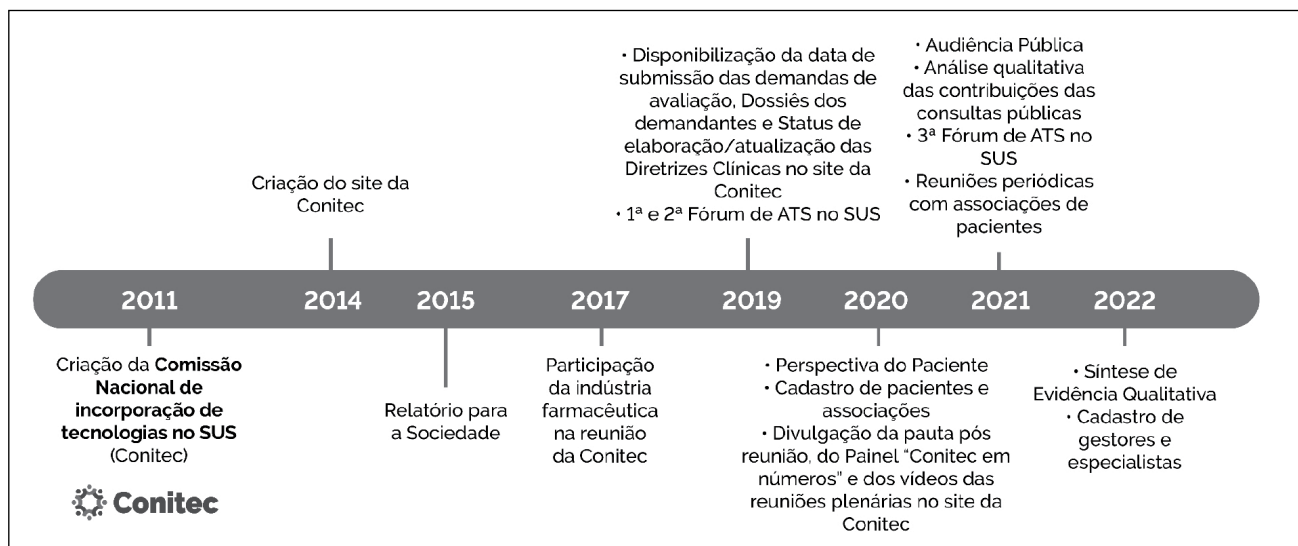 • Disponibilização da data de
submissão das demandas de
avaliação, Dossiês dos
demandantes e Status de
elaboração/atualização das
Diretrizes Clínicas no site da
Conitec
• 1ª e 2ª Fórum de ATS no SUS
• Audiência Pública
• Análise qualitativa
das contribuições das
consultas públicas
• 3ª Fórum de ATS no
SUS
• Reuniões periódicas
com associações de
pacientes
Criação do site da
Conitec
2011 2014 2015 2017 2019 2020 2021 2022
Criação da Comissão
Nacional de
incorporação de
tecnologias no SUS
(Conitec)
Relatório para
a Sociedade
Participação
da indústria
farmacêutica
na reunião
da Conitec
• Perspectiva do Paciente
• Cadastro de pacientes e
associações
• Divulgação da pauta pós
reunião, do Painel “Conitec em
números” e dos vídeos das
reuniões plenárias no site da
Conitec
• Síntese de
Evidência Qualitativa
• Cadastro de
gestores e
especialistas
Conitec